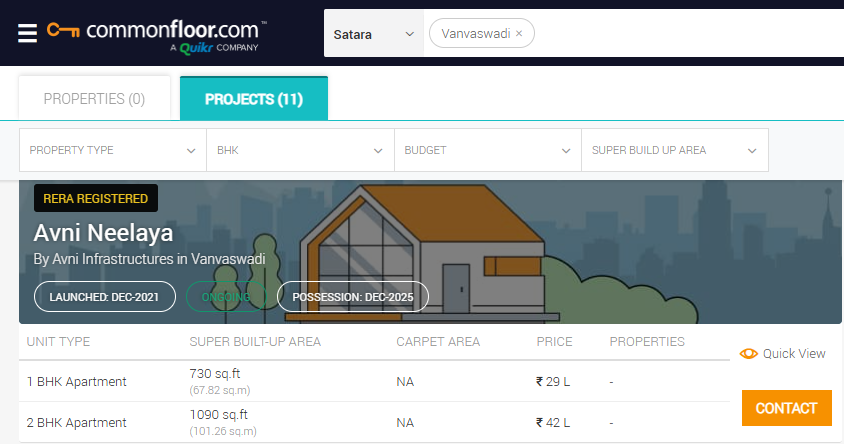 commonfloor.com™
A Quikr COMPANY
Satara
Vanvaswadi ×
PROPERTIES (0)
PROJECTS (11)
PROPERTY TYPE
BHK
BUDGET
SUPER BUILD UP AREA
RERA REGISTERED
Avni Neelaya
By Avni Infrastructures in Vanvaswadi
LAUNCHED: DEC-2021
ONGOING
POSSESSION: DEC-2025
UNIT TYPE SUPER BUILT-UP AREA CARPET AREA PRICE PROPERTIES
Quick View
1 BHK Apartment 730 sq.ft NA ₹ 29 L -
(67.82 sq.m)
2 BHK Apartment 1090 sq.ft NA ₹ 42 L -
(101.26 sq.m)
CONTACT